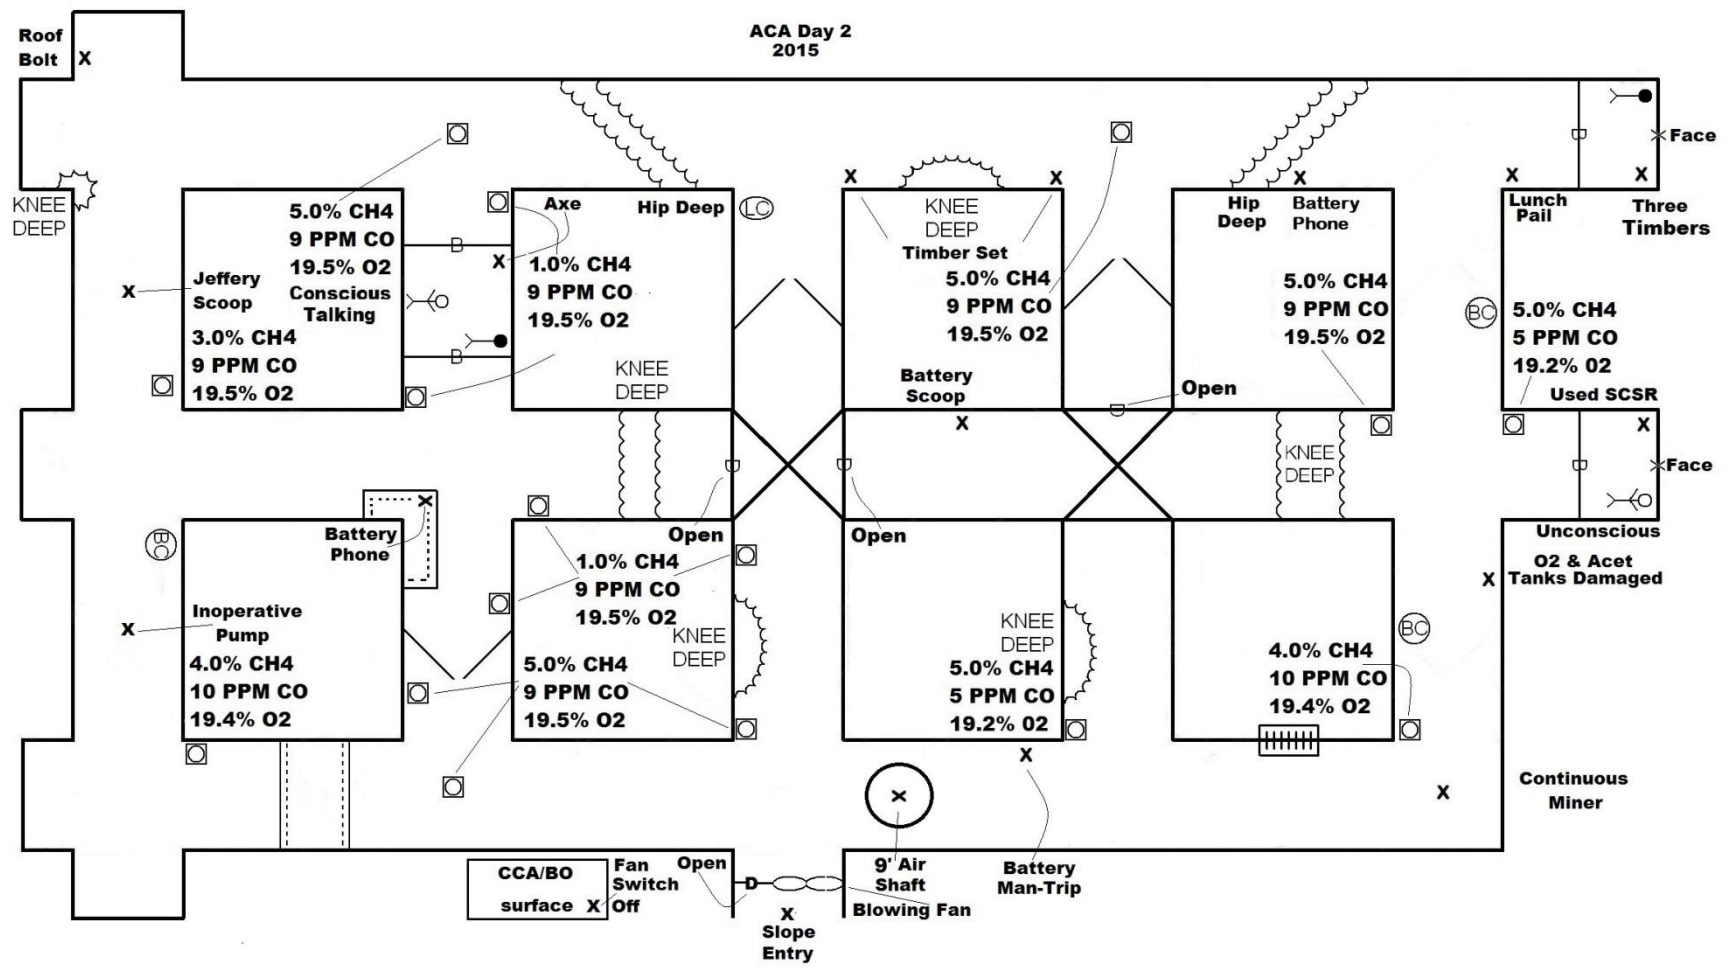 ACA Day 2
2015
Roof
Bolt X
KNEE
DEEP
Jeffery
Scoop
X
5.0% CH4
9 PPM CO
19.5% O2
Conscious
Talking
3.0% CH4
9 PPM CO
19.5% O2
B
B
Axe
X
Hip Deep
LC
1.0% CH4
9 PPM CO
19.5% O2
KNEE
DEEP
X
X
KNEE
DEEP
Timber Set
5.0% CH4
9 PPM CO
19.5% O2
Battery
Scoop
X
X
Hip
Deep
Battery
Phone
5.0% CH4
9 PPM CO
19.5% O2
Open
D
X
Lunch
Pail
X
Three
Timbers
D
Face
BC
5.0% CH4
5 PPM CO
19.2% 02
Used SCSR
X
D
Face
Unconscious
O2 & Acet
X Tanks Damaged
KNEE
DEEP
D
D
Open
Open
BC
X
Battery
Phone
Inoperative
Pump
X
4.0% CH4
10 PPM CO
19.4% O2
1.0% CH4
9 PPM CO
19.5% O2
KNEE
DEEP
5.0% CH4
9 PPM CO
19.5% O2
KNEE
DEEP
5.0% CH4
5 PPM CO
19.2% 02
BC
4.0% CH4
10 PPM CO
19.4% O2
X
Continuous
Miner
X
X
9' Air
Shaft
Battery
Man-Trip
CCA/BO
surface X
Fan
Switch
Off
Open
D
Blowing Fan
X
Slope
Entry